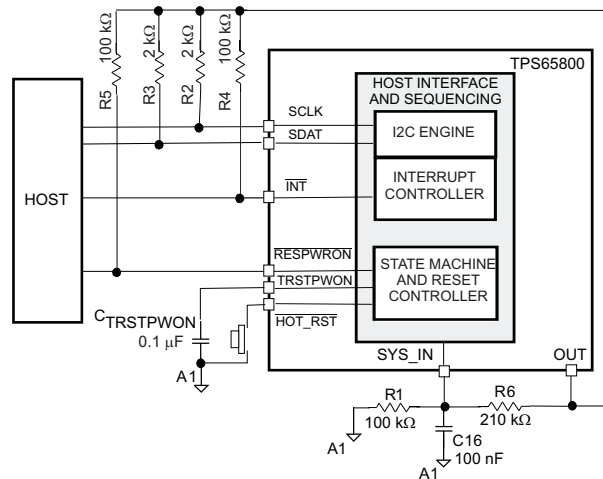 100 kΩ
R5
2 kΩ
R3
2 kΩ
R2
100 kΩ
R4
TPS65800
HOST INTERFACE
AND SEQUENCING
SCLK
SDAT
I2C ENGINE
INT
INTERRUPT
CONTROLLER
HOST
RESPWRON
TRSTPWON
HOT_RST
STATE MACHINE
AND RESET
CONTROLLER
CTRSTPWON
0.1 μF
A1
SYS_IN
OUT
R1
100 kΩ
R6
210 kΩ
A1
C16
100 nF
A1